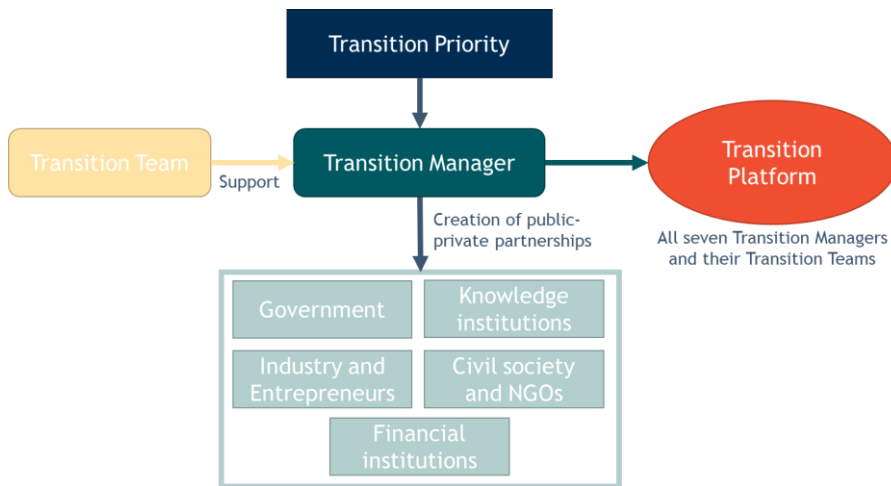 Transition Priority
Transition Team
Support
Transition Manager
Transition
Platform
Creation of public-
private partnerships
All seven Transition Managers
and their Transition Teams
Government
Knowledge
institutions
Industry and
Entrepreneurs
Civil society
and NGOs
Financial
institutions